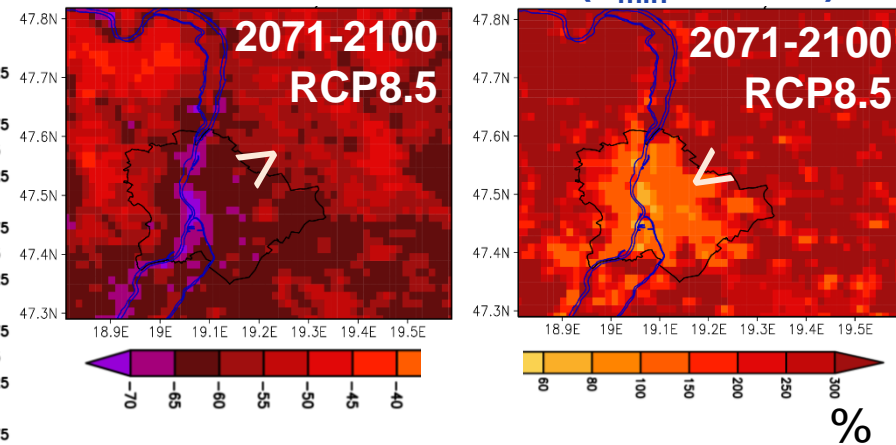 2071-2100
RCP8.5
47.8N
47.7N
47.6N
47.5N
47.4N
47.3N
18.9E 19E 19.1E 19.2E 19.3E 19.4E 19.5E
-70 -65 -60 -55 -50 -45 -40
2071-2100
RCP8.5
47.8N
47.7N
47.6N
47.5N
47.4N
47.3N
18.9E 19E 19.1E 19.2E 19.3E 19.4E 19.5E
60 80 100 150 200 250 300
%